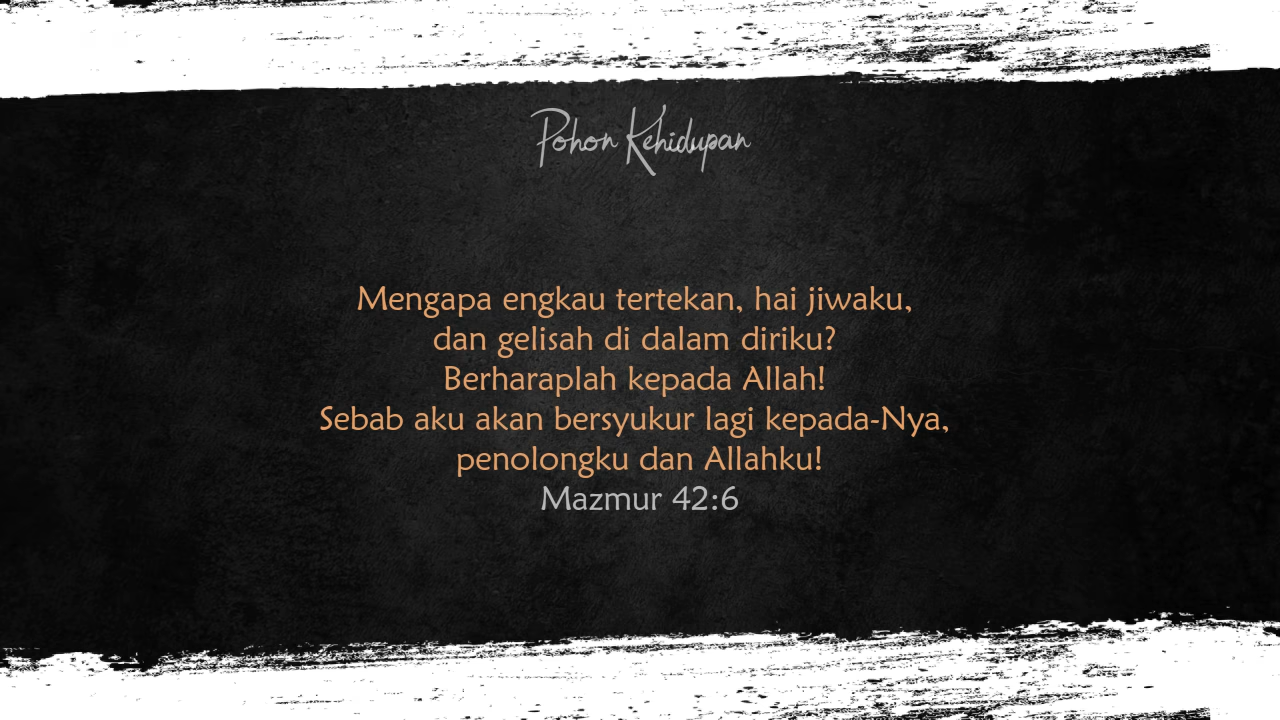 Pohon Kehidupan
Mengapa engkau tertekan, hai jiwaku,
dan gelisah di dalam diriku?
Berharaplah kepada Allah!
Sebab aku akan bersyukur lagi kepada-Nya,
penolongku dan Allahku!
Mazmur 42:6